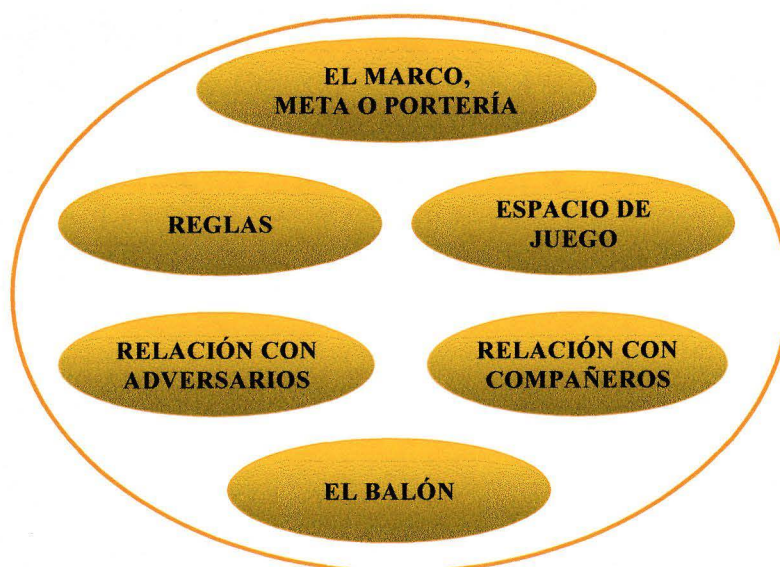 EL MARCO,
META O PORTERÍA
REGLAS
ESPACIO DE
JUEGO
RELACIÓN CON
ADVERSARIOS
RELACIÓN CON
COMPAÑEROS
EL BALÓN